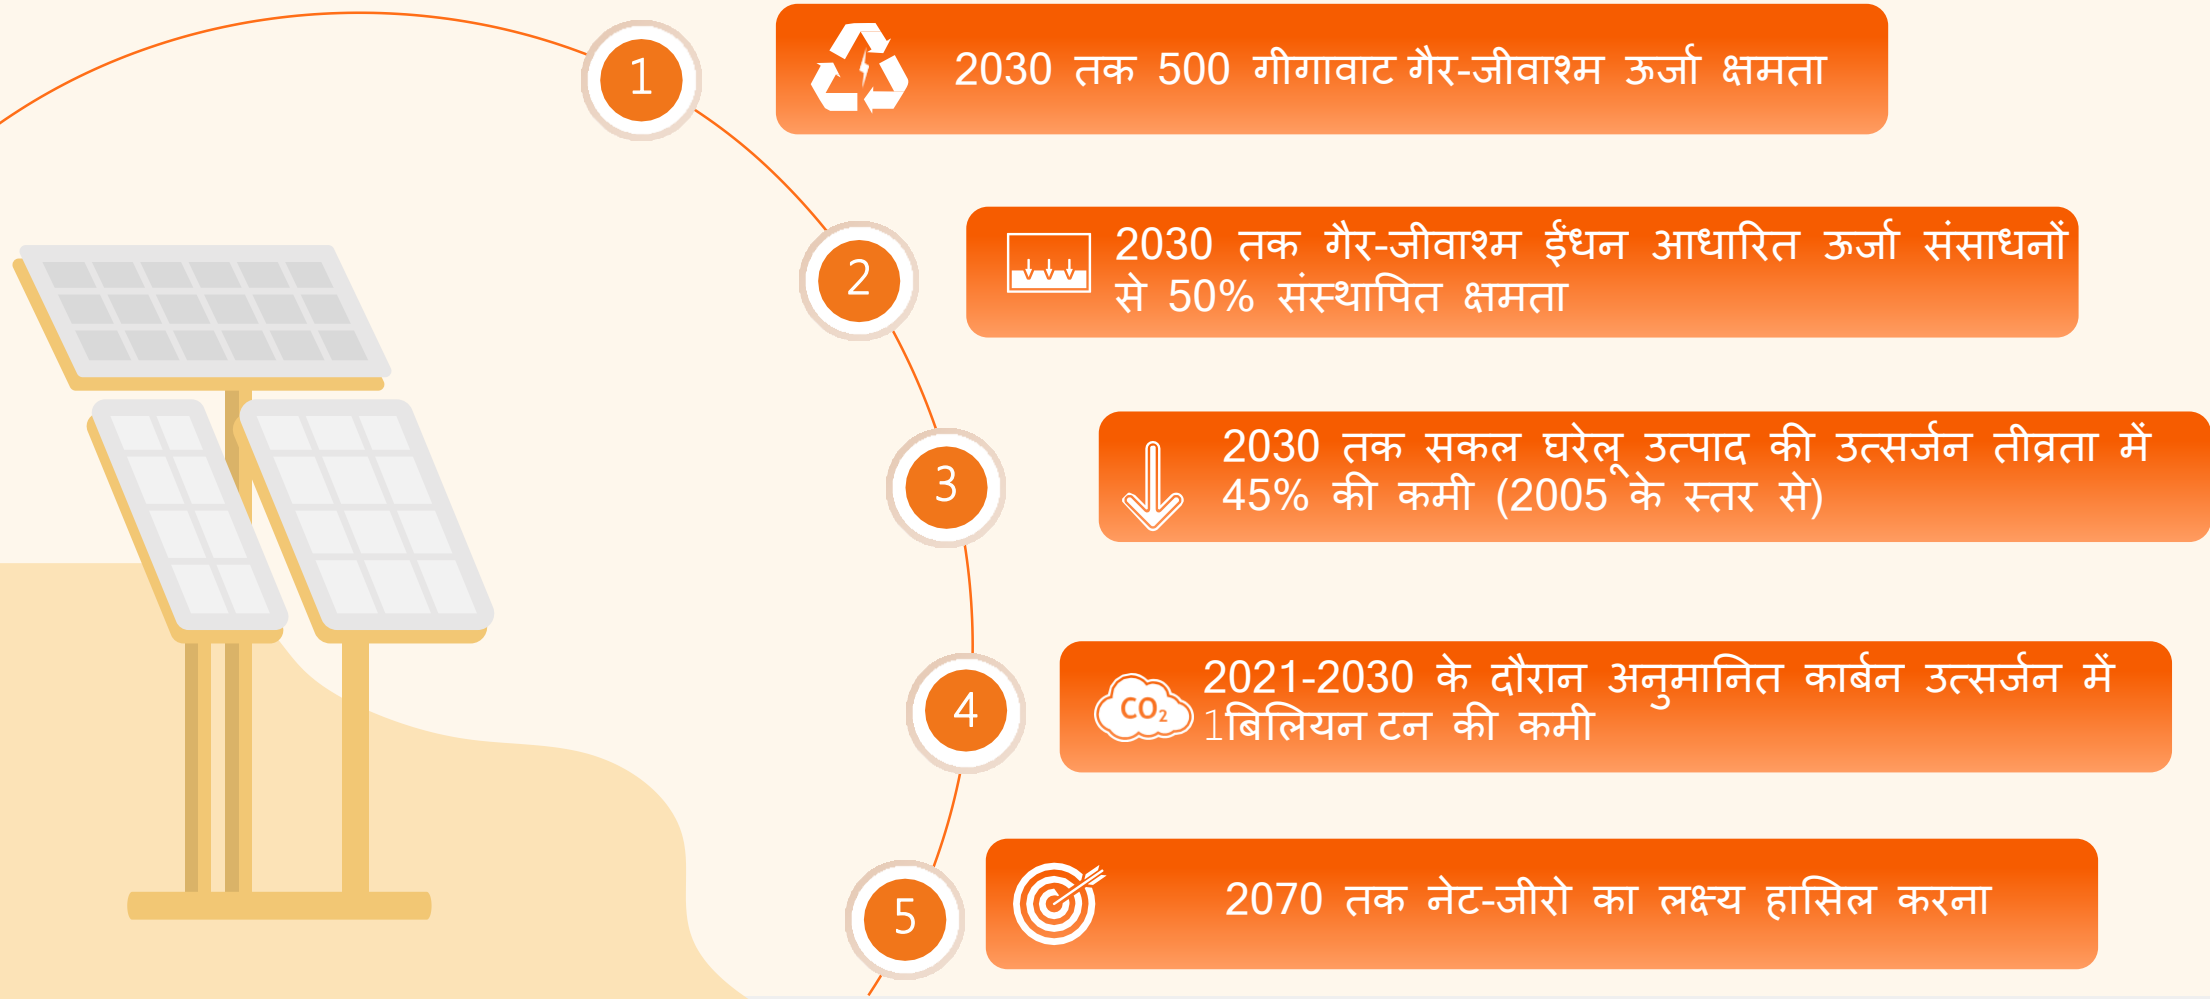 1
2030 तक 500 गीगावाट गैर-जीवाश्म ऊर्जा क्षमता
2
2030 तक गैर-जीवाश्म ईंधन आधारित ऊर्जा संसाधनों
से 50% संस्थापित क्षमता
3
2030 तक सकल घरेलू उत्पाद की उत्सर्जन तीव्रता में
45% की कमी (2005 के स्तर से)
4
CO₂
2021-2030 के दौरान अनुमानित कार्बन उत्सर्जन में
1बिलियन टन की कमी
5
2070 तक नेट-जीरो का लक्ष्य हासिल करना